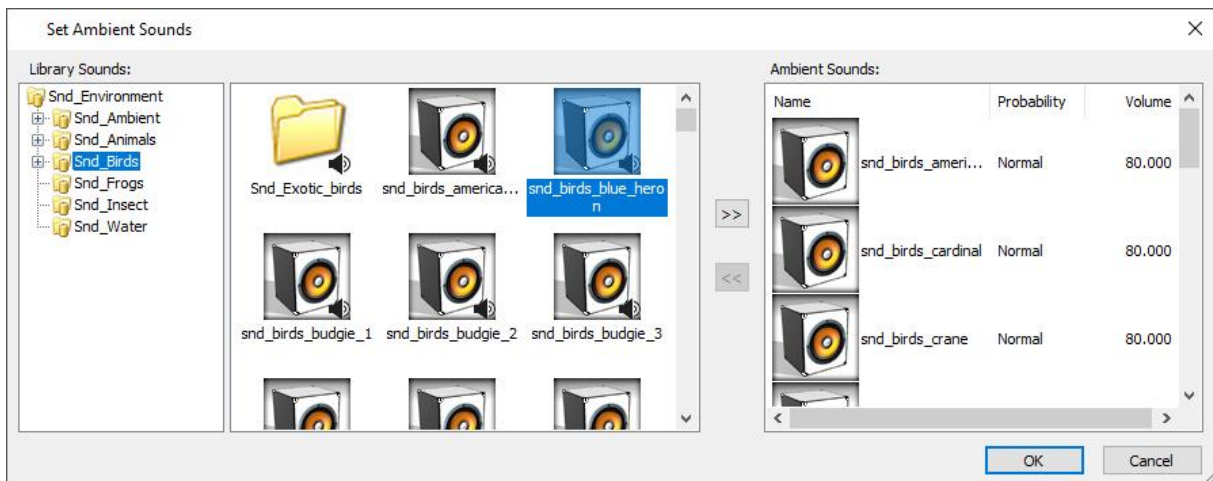 Set Ambient Sounds
Library Sounds:
Snd_Environment
Snd_Ambient
Snd_Animals
Snd_Birds
Snd_Frogs
Snd_Insect
Snd_Water
Snd_Exotic_birds
snd_birds_america...
snd_birds_blue_hero
n
snd_birds_budgie_1
snd_birds_budgie_2
snd_birds_budgie_3
>>
<<
Ambient Sounds:
Name Probability Volume
snd_birds_ameri... Normal 80.000
snd_birds_cardinal Normal 80.000
snd_birds_crane Normal 80.000
OK Cancel